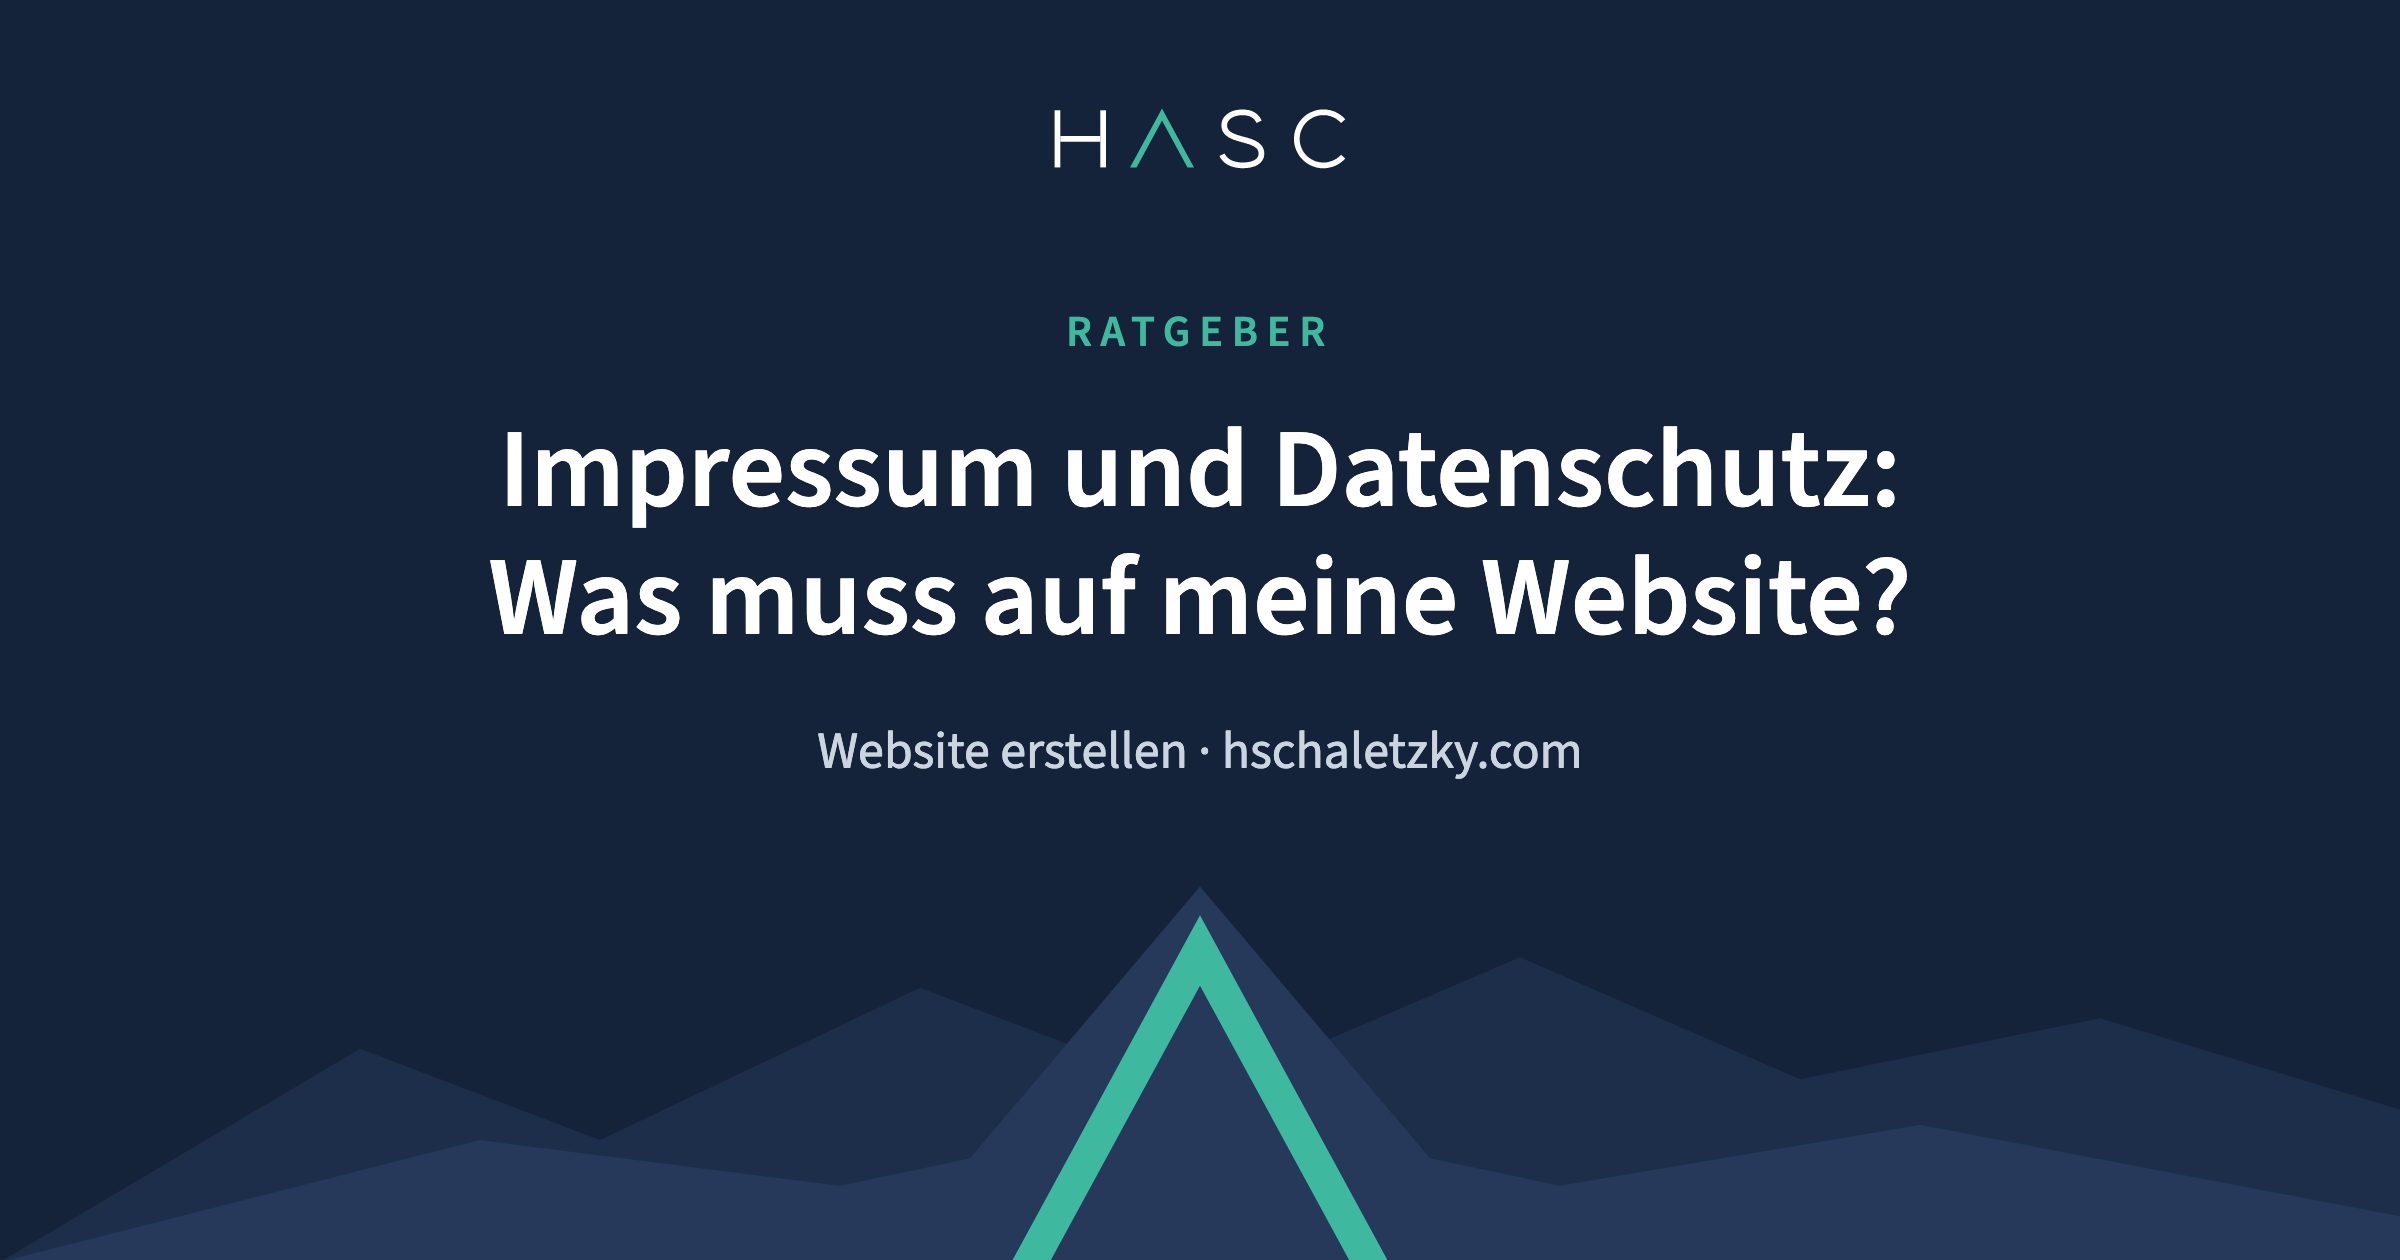 HASC
RATGEBER
Impressum und Datenschutz:
Was muss auf meine Website?
Website erstellen · hschaletzky.com